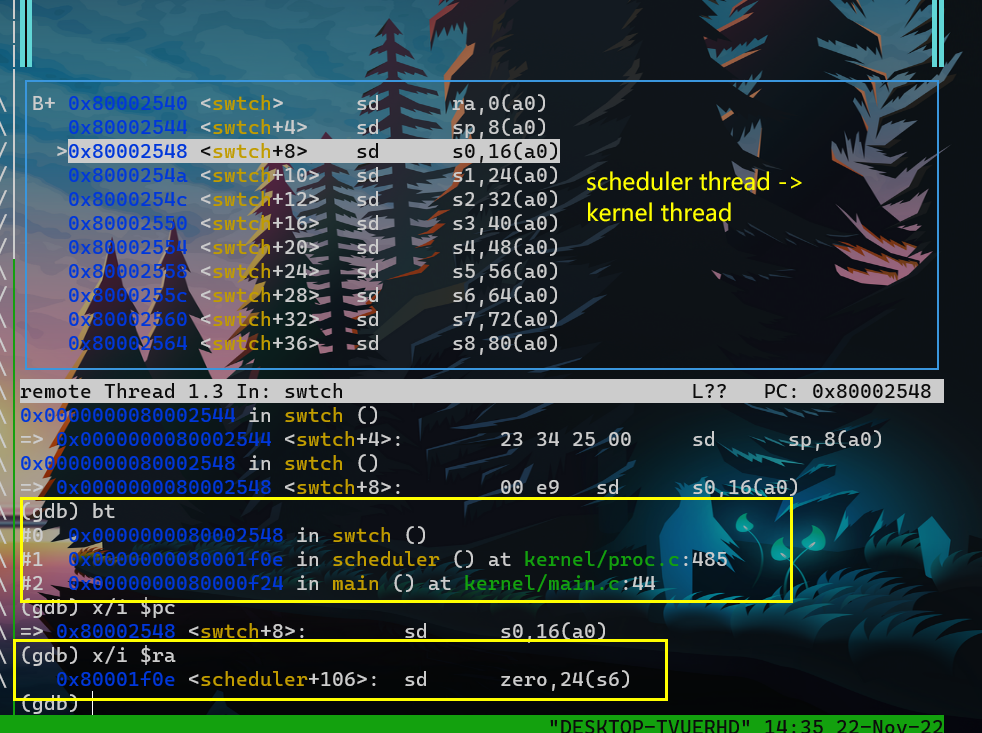 B+ 0x80002540 <swtch> sd ra,0(a0)
0x80002544 <swtch+4> sd sp,8(a0)
>0x80002548 <swtch+8> sd s0,16(a0)
0x8000254a <swtch+10> sd s1,24(a0)
0x8000254c <swtch+12> sd s2,32(a0)
0x80002550 <swtch+16> sd s3,40(a0)
0x80002554 <swtch+20> sd s4,48(a0)
0x80002558 <swtch+24> sd s5,56(a0)
0x8000255c <swtch+28> sd s6,64(a0)
0x80002560 <swtch+32> sd s7,72(a0)
0x80002564 <swtch+36> sd s8,80(a0)
scheduler thread ->
kernel thread
remote Thread 1.3 In: swtch L?? PC: 0x80002548
0x0000000080002544 in swtch ()
=> 0x0000000080002544 <swtch+4>: 23 34 25 00 sd sp,8(a0)
0x0000000080002548 in swtch ()
=> 0x0000000080002548 <swtch+8>: 00 e9 sd s0,16(a0)
(gdb) bt
#0 0x0000000080002548 in swtch ()
#1 0x0000000080001f0e in scheduler () at kernel/proc.c:485
#2 0x0000000080000f24 in main () at kernel/main.c:44
(gdb) x/i $pc
=> 0x80002548 <swtch+8>: sd s0,16(a0)
(gdb) x/i $ra
0x80001f0e <scheduler+106>: sd zero,24(s6)
(gdb)
"DESKTOP-TVUERHD" 14:35 22-Nov-22